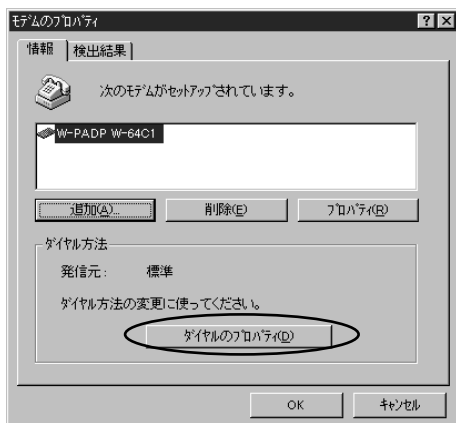 モデムのプロパティ
情報 検出結果
次のモデムがセットアップされています。
W-PADP W-64C1
追加(A)... 削除(E) プロパティ(R)
ダイヤル方法
発信元: 標準
ダイヤル方法の変更に使ってください。
ダイヤルのプロパティ(D)
OK キャンセル